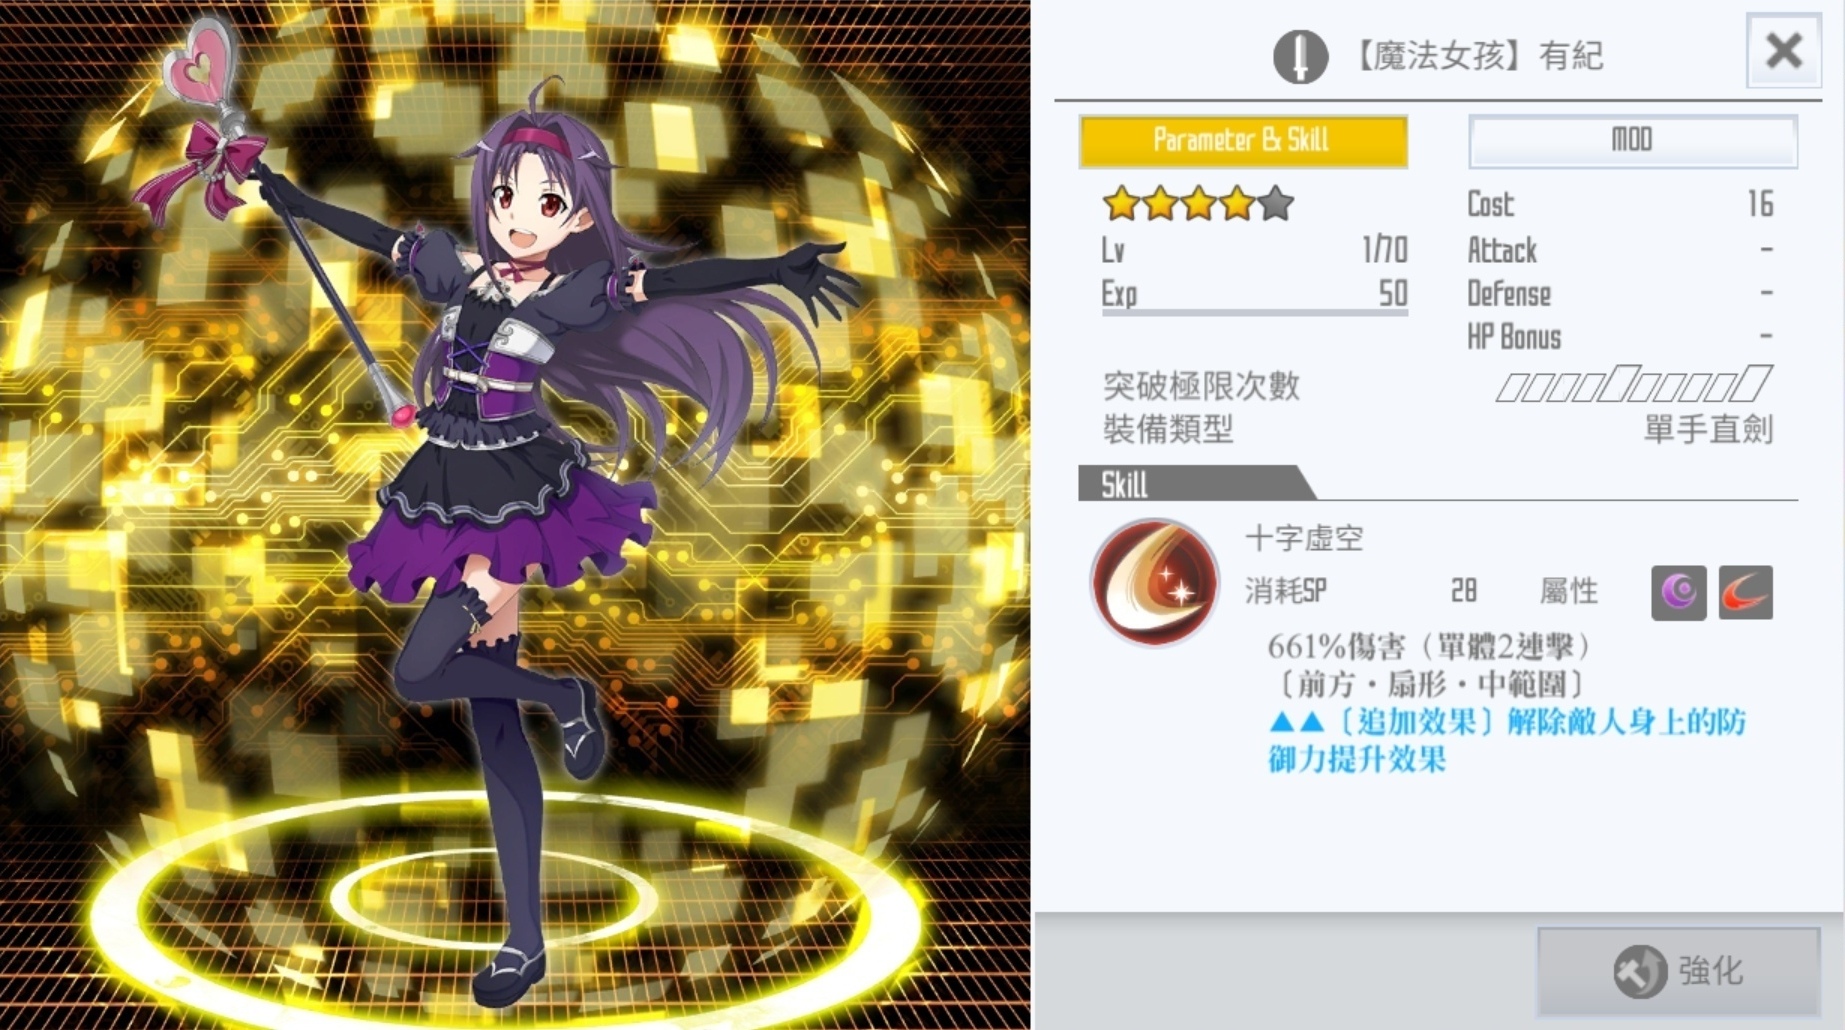 【魔法女孩】有紀
Parameter & Skill
MOD
Lv 1/70
Exp 50
Cost 16
Attack -
Defense -
HP Bonus -
突破極限次數
裝備類型 單手直劍
Skill
十字虛空
消耗SP 28 屬性
661%傷害（單體2連擊）
〔前方・扇形・中範圍〕
▲▲〔追加效果〕解除敵人身上的防
御力提升效果
強化